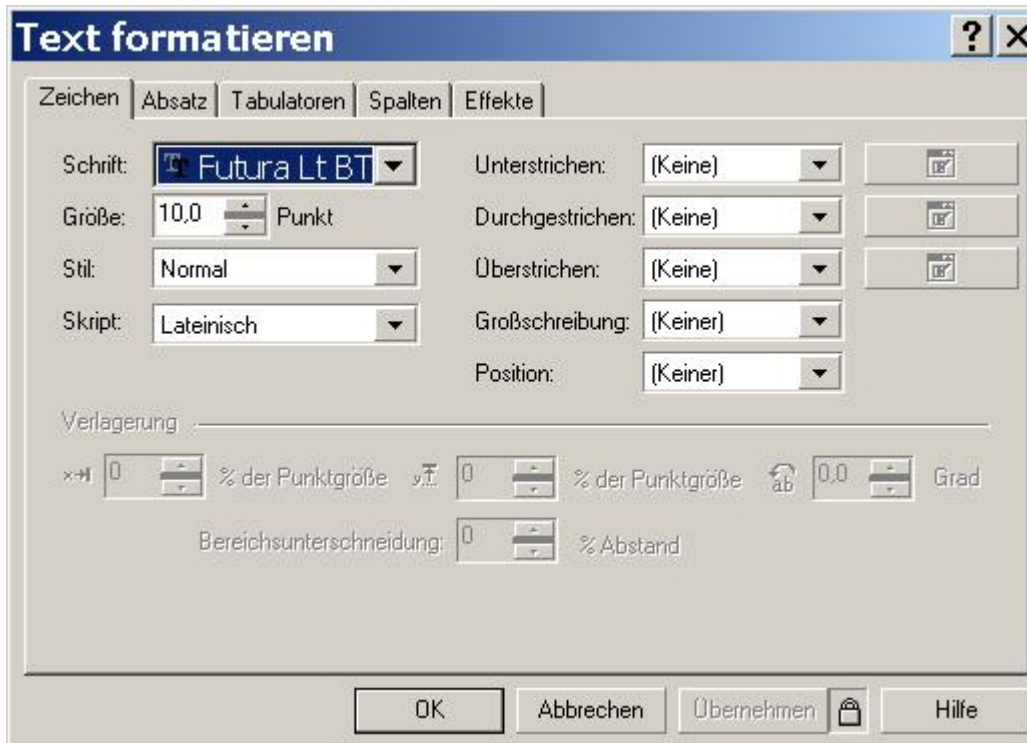 Text formatieren
Zeichen Absatz Tabulatoren Spalten Effekte
Schrift: Futura Lt BT Unterstrichen: (Keine)
Größe: 10,0 Punkt Durchgestrichen: (Keine)
Stil: Normal Überstrichen: (Keine)
Skript: Lateinisch Großschreibung: (Keiner)
Position: (Keiner)
Verlagerung
0 % der Punktgröße 0 % der Punktgröße ab 0,0 Grad
Bereichsunterschneidung: 0 % Abstand
OK Abbrechen Übernehmen Hilfe